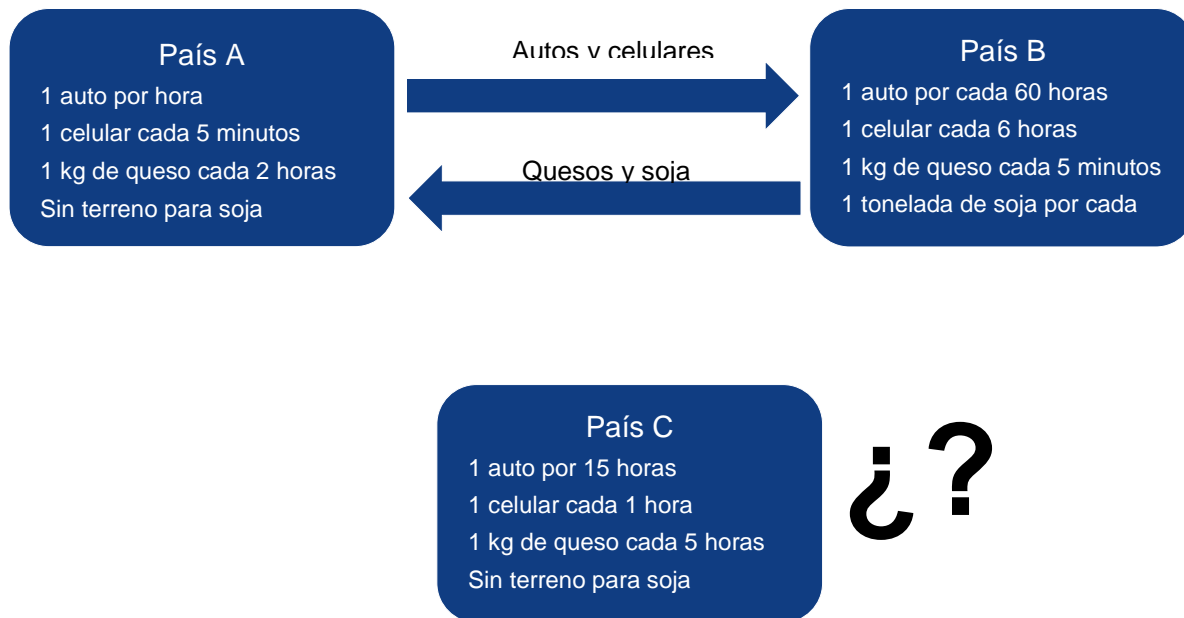 País A
1 auto por hora
1 celular cada 5 minutos
1 kg de queso cada 2 horas
Sin terreno para soja
Autos y celulares
Quesos y soja
País B
1 auto por cada 60 horas
1 celular cada 6 horas
1 kg de queso cada 5 minutos
1 tonelada de soja por cada
País C
1 auto por 15 horas
1 celular cada 1 hora
1 kg de queso cada 5 horas
Sin terreno para soja
¿?